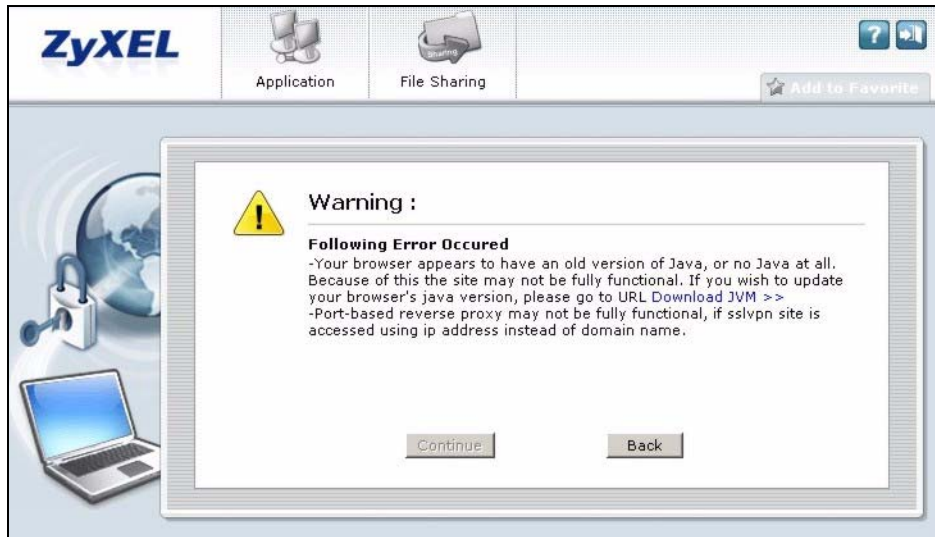 ZyXEL
Application
File Sharing
Sharing
?
Add to Favorite
Warning :
Following Error Occured
-Your browser appears to have an old version of Java, or no Java at all.
Because of this the site may not be fully functional. If you wish to update
your browser's java version, please go to URL Download JVM >>
-Port-based reverse proxy may not be fully functional, if sslvpn site is
accessed using ip address instead of domain name.
Continue
Back